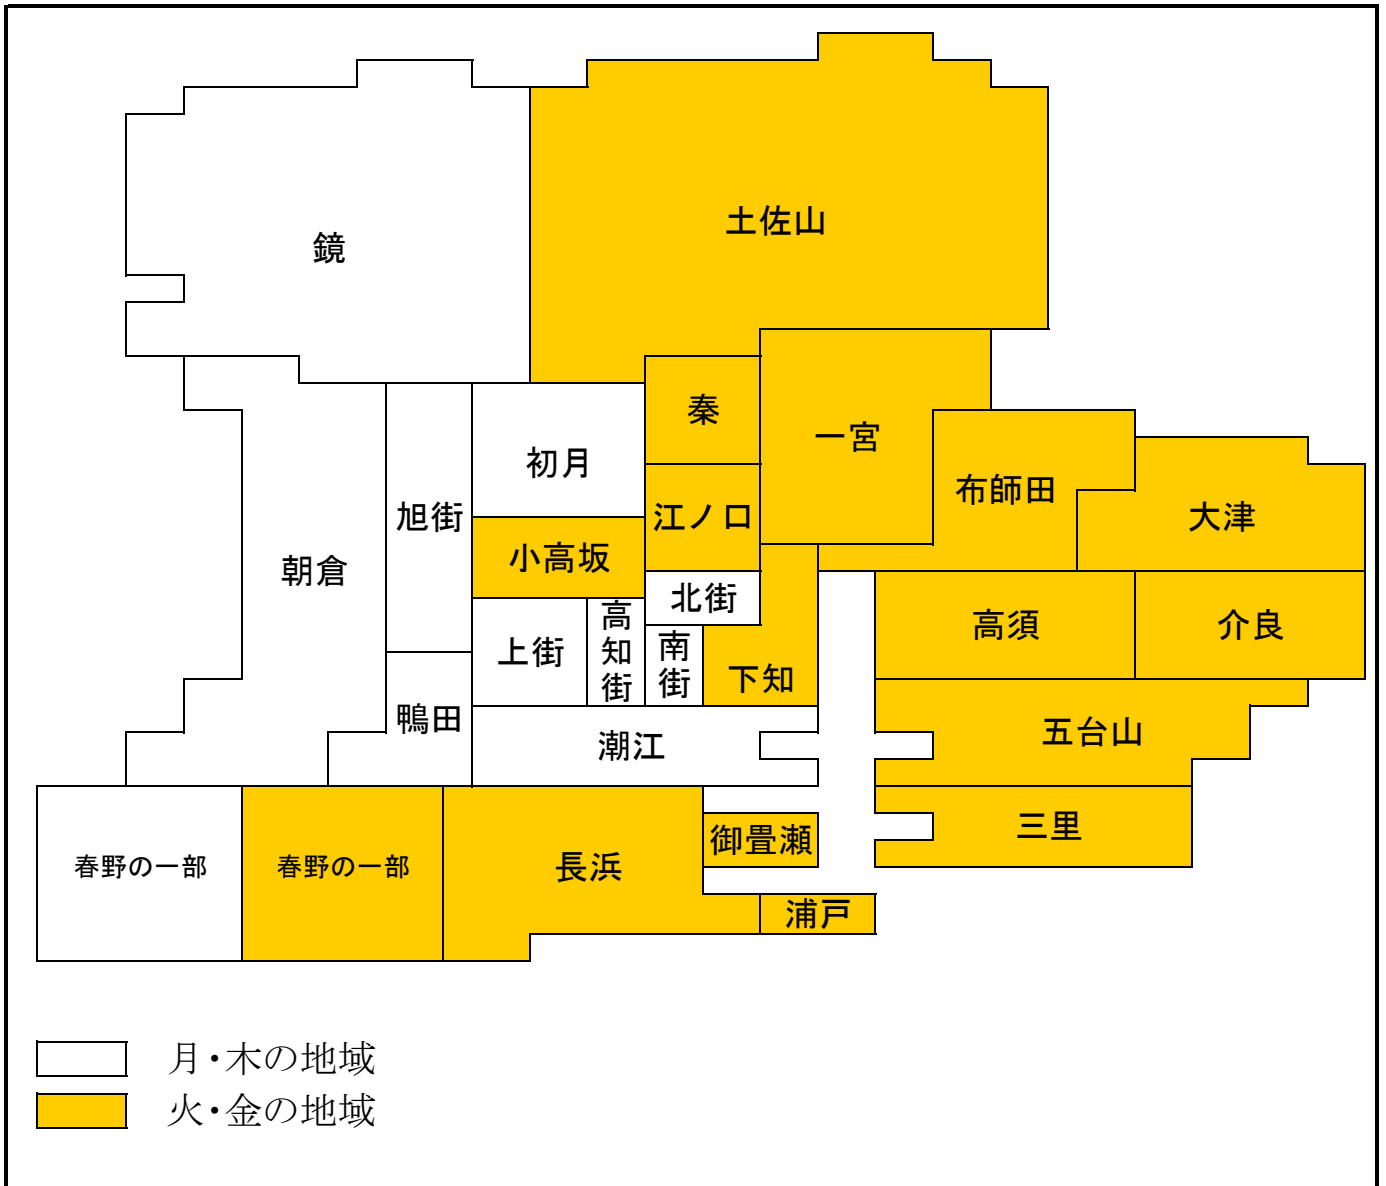 土佐山
鏡
秦
一宮
初月
布師田
旭街
江ノ口
大津
小高坂
朝倉
北街
高知街
高須
介良
上街
南街
下知
鴨田
潮江
五台山
三里
御畳瀬
春野の一部
春野の一部
長浜
浦戸
月・木の地域
火・金の地域